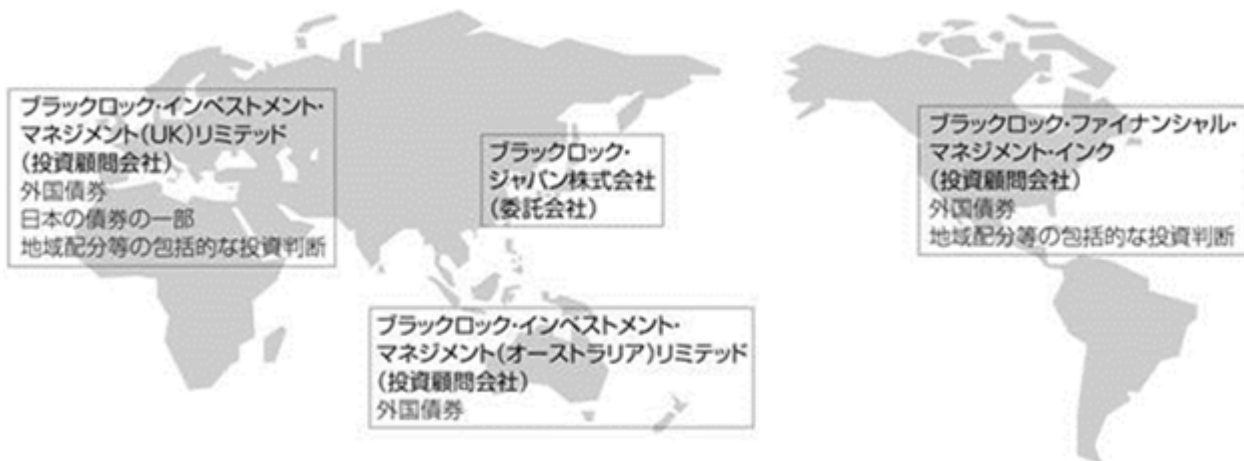 ブラックロック・インベストメント・
マネジメント(UK)リミテッド
(投資顧問会社)
外国債券
日本の債券の一部
地域配分等の包括的な投資判断
ブラックロック・
ジャパン株式会社
(委託会社)
ブラックロック・ファイナンシャル・
マネジメント・インク
(投資顧問会社)
外国債券
地域配分等の包括的な投資判断
ブラックロック・インベストメント・
マネジメント(オーストラリア)リミテッド
(投資顧問会社)
外国債券